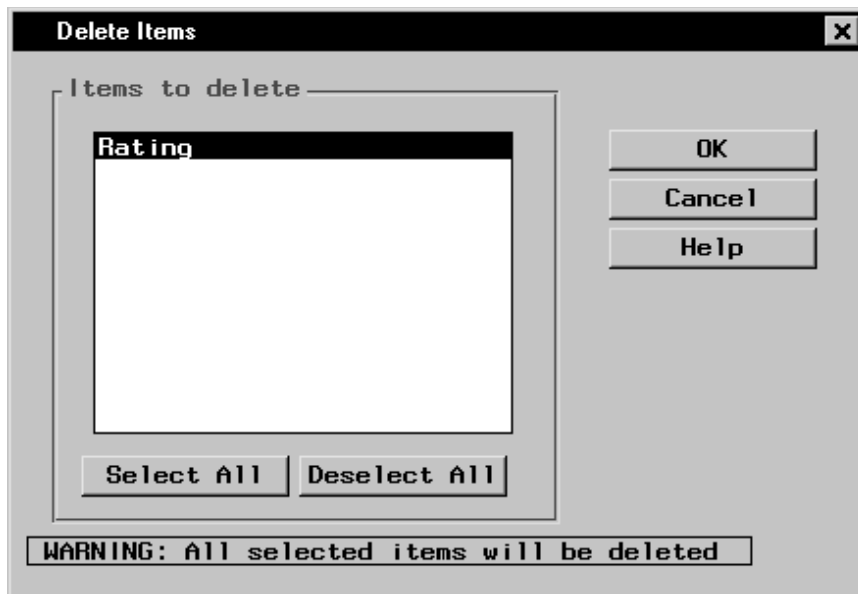 Delete Items
Items to delete
Rating
OK
Cancel
Help
Select All
Deselect All
WARNING: All selected items will be deleted